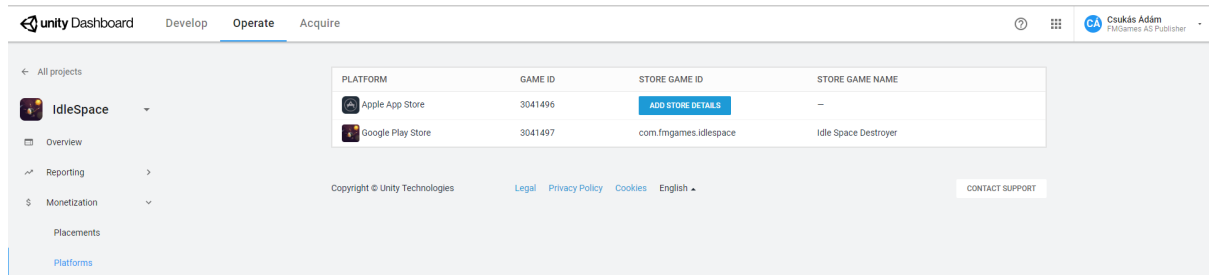 unity Dashboard Develop Operate Acquire ? CÁ Csukás Ádám
FMGames AS Publisher
← All projects
IdleSpace
Overview
Reporting
$ Monetization
Placements
Platforms
PLATFORM GAME ID STORE GAME ID STORE GAME NAME
Apple App Store 3041496 ADD STORE DETAILS –
Google Play Store 3041497 com.fmgames.idlespace Idle Space Destroyer
Copyright © Unity Technologies Legal Privacy Policy Cookies English CONTACT SUPPORT